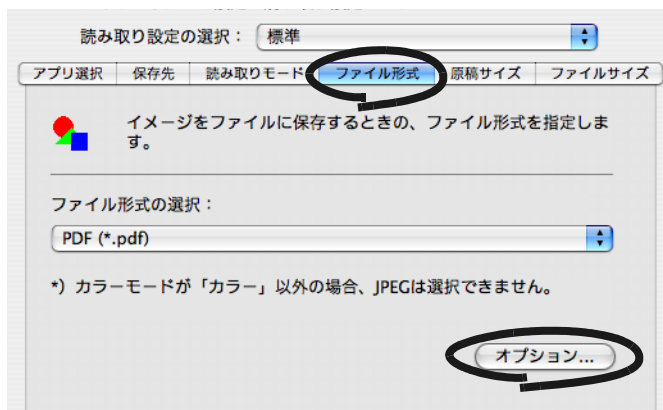 読み取り設定の選択： 標準
アプリ選択 保存先 読み取りモード ファイル形式 原稿サイズ ファイルサイズ
イメージをファイルに保存するときの、ファイル形式を指定しま
す。
ファイル形式の選択：
PDF (*.pdf)
*）カラーモードが「カラー」以外の場合、JPEGは選択できません。
オプション...